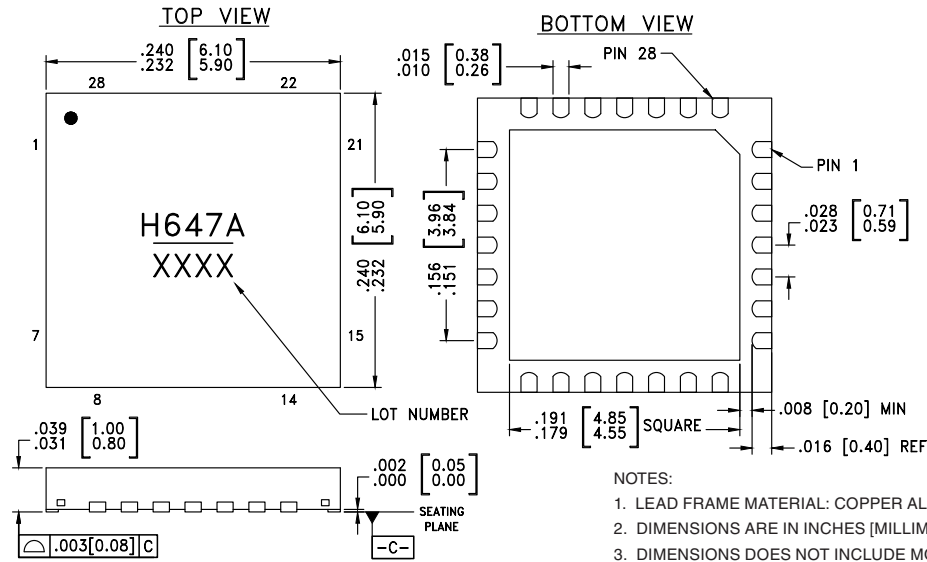 TOP VIEW
.240 [6.10]
.232 [5.90]
28 22
1 21
H647A
XXXX
7 15
8 14
.240 [6.10]
.232 [5.90]
LOT NUMBER
.039 [1.00]
.031 [0.80]
.002 [0.05]
.000 [0.00]
SEATING
PLANE
.003[0.08] C
-C-
BOTTOM VIEW
.015 [0.38]
.010 [0.26]
PIN 28
PIN 1
.156 [3.96]
.151 [3.84]
.028 [0.71]
.023 [0.59]
.191 [4.85]
.179 [4.55] SQUARE
.008 [0.20] MIN
.016 [0.40] REF
NOTES:
1. LEAD FRAME MATERIAL: COPPER AL
2. DIMENSIONS ARE IN INCHES [MILLIM
3. DIMENSIONS DOES NOT INCLUDE MO